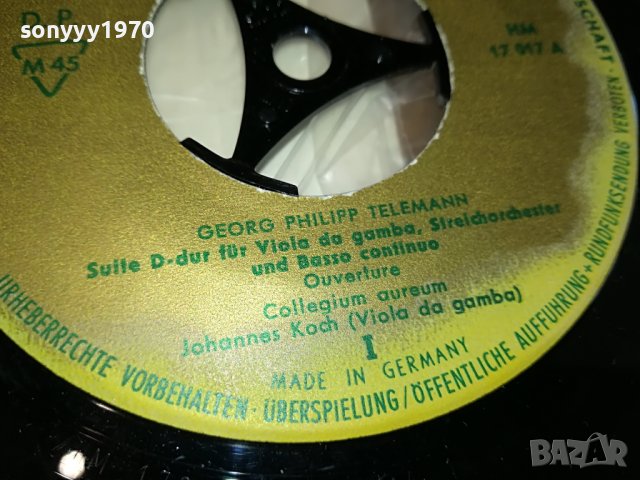 sonyyy1970
D. P.
M 45
HM
17 917 A
GEORG PHILIPP TELEMANN
Suite D-dur für Viola da gamba, Streichorchester
und Basso continuo
Ouverture
Collegium aureum
Johannes Koch (Viola da gamba)
I
MADE IN GERMANY
URHEBERRECHTE VORBEHALTEN · ÜBERSPIELUNG / ÖFFENTLICHE AUFFÜHRUNG + RUNDFUNKSENDUNG VERBOTEN
SCHAFT
BAZAR